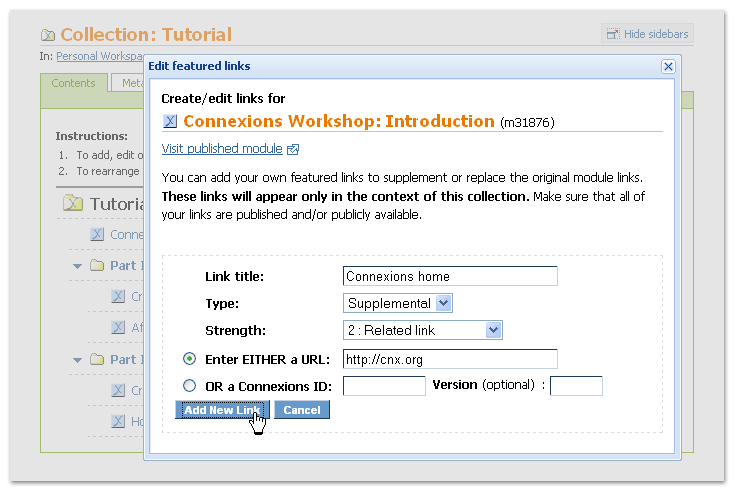 Collection: Tutorial
Hide sidebars
In: Personal Workspa
Edit featured links
Contents
Meta
Create/edit links for
Connexions Workshop: Introduction (m31876)
Instructions:
Visit published module
1. To add, edit o
2. To rearrange
You can add your own featured links to supplement or replace the original module links.
These links will appear only in the context of this collection. Make sure that all of
your links are published and/or publicly available.
Tutoria
Conne
Part I
Cr
Af
Part I
Cr
Ho
Link title: Connexions home
Type: Supplemental
Strength: 2 : Related link
Enter EITHER a URL: http://cnx.org
OR a Connexions ID: Version (optional) :
Add New Link Cancel